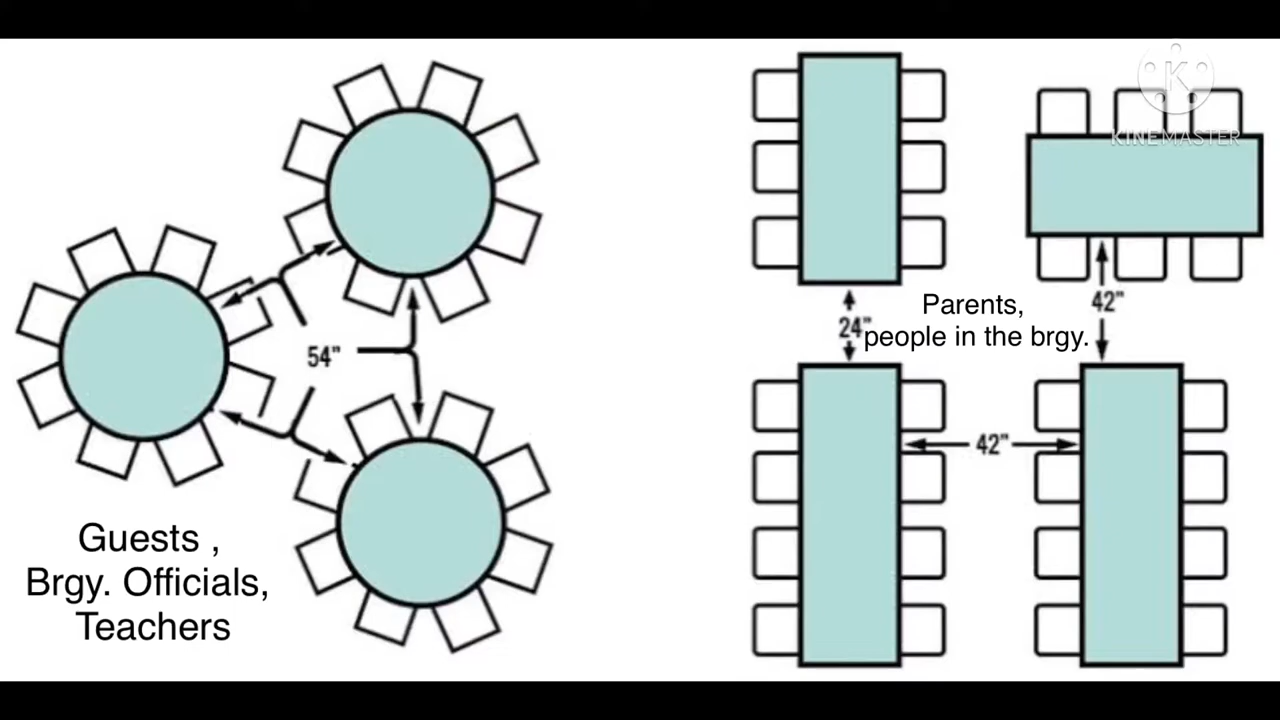 K
KINEMASTER
54"
Guests ,
Brgy. Officials,
Teachers
24"
Parents,
people in the brgy.
42"
42"